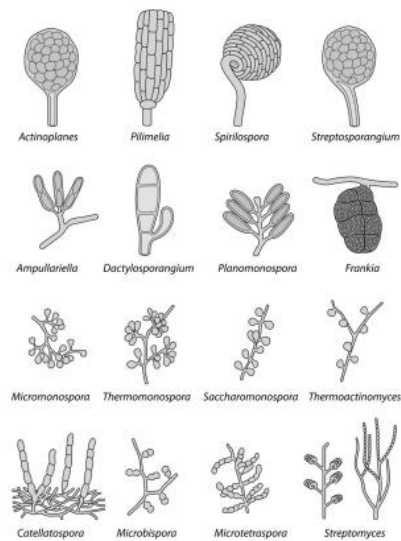 Actinoplanes Pilimelia Spirilospora Streptosporangium
Ampullariella Dactylosporangium Planomonospora Frankia
Micromonospora Thermomonospora Saccharomonospora Thermoactinomyces
Catellatospora Microbispora Microtetraspora Streptomyces